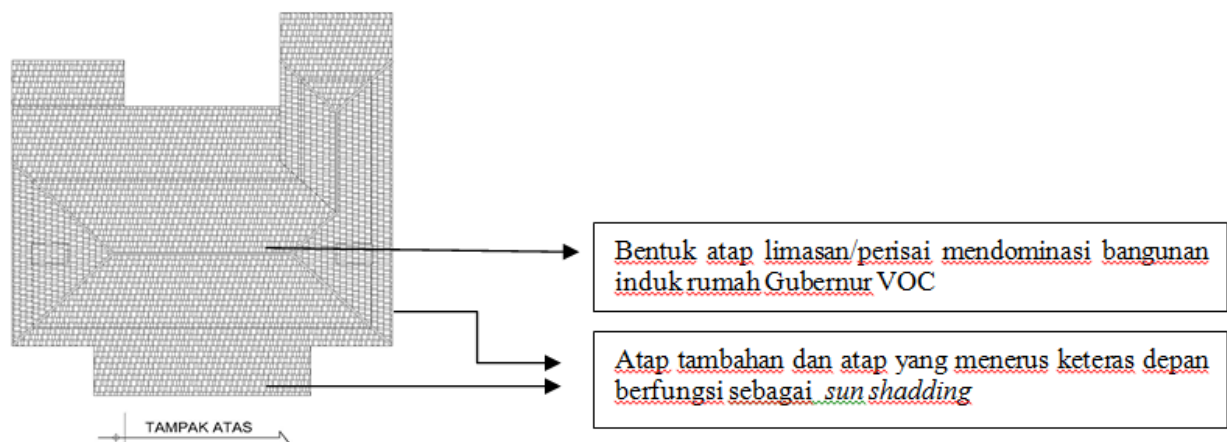 Bentuk atap limasan/perisai mendominasi bangunan
induk rumah Gubernur VOC
Atap tambahan dan atap yang menerus keteras depan
berfungsi sebagai sun shadding
TAMPAK ATAS